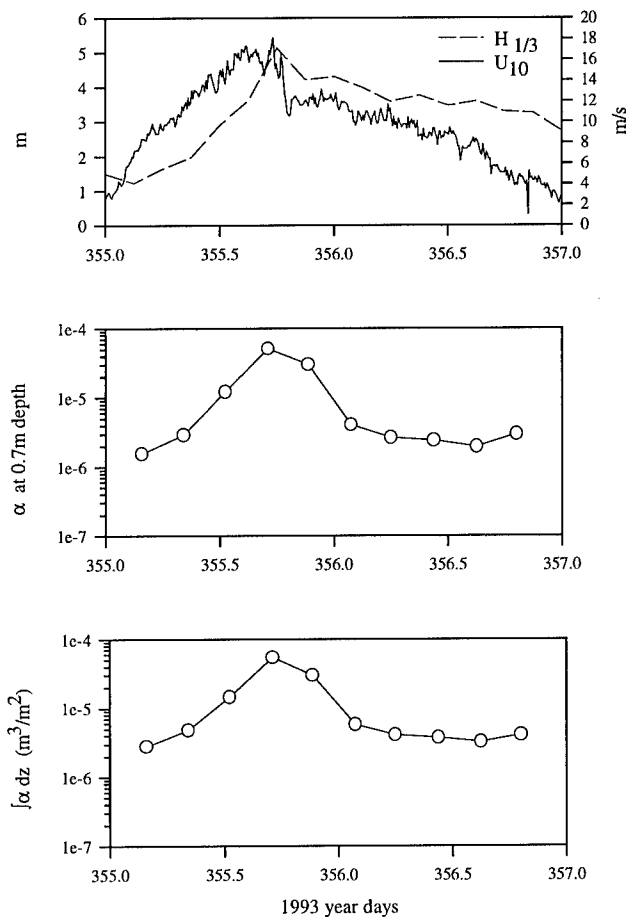 6
5
4
3
2
1
0
m
20
18
16
14
12
10
8
6
4
2
0
m/s
H 1/3
U10
355.0 355.5 356.0 356.5 357.0
1e-4
1e-5
1e-6
1e-7
α at 0.7m depth
355.0 355.5 356.0 356.5 357.0
1e-4
1e-5
1e-6
1e-7
∫α dz (m³/m²)
355.0 355.5 356.0 356.5 357.0
1993 year days